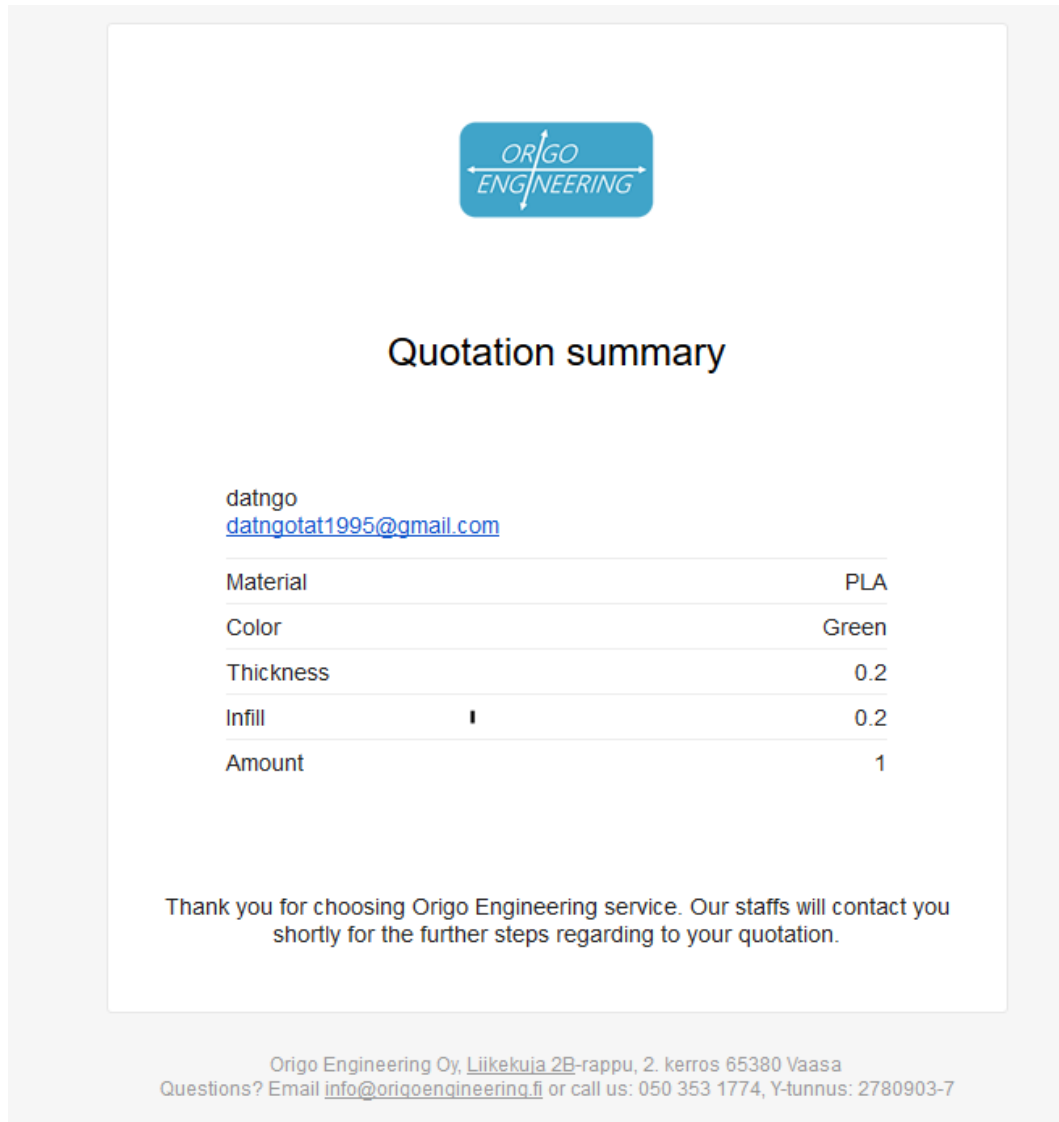 ORIGO
ENGINEERING
Quotation summary
datngo
datngotat1995@gmail.com
Material PLA
Color Green
Thickness 0.2
Infill 0.2
Amount 1
Thank you for choosing Origo Engineering service. Our staffs will contact you
shortly for the further steps regarding to your quotation.
Origo Engineering Oy, Liikekuja 2B-rappu, 2. kerros 65380 Vaasa
Questions? Email info@origoengineering.fi or call us: 050 353 1774, Y-tunnus: 2780903-7